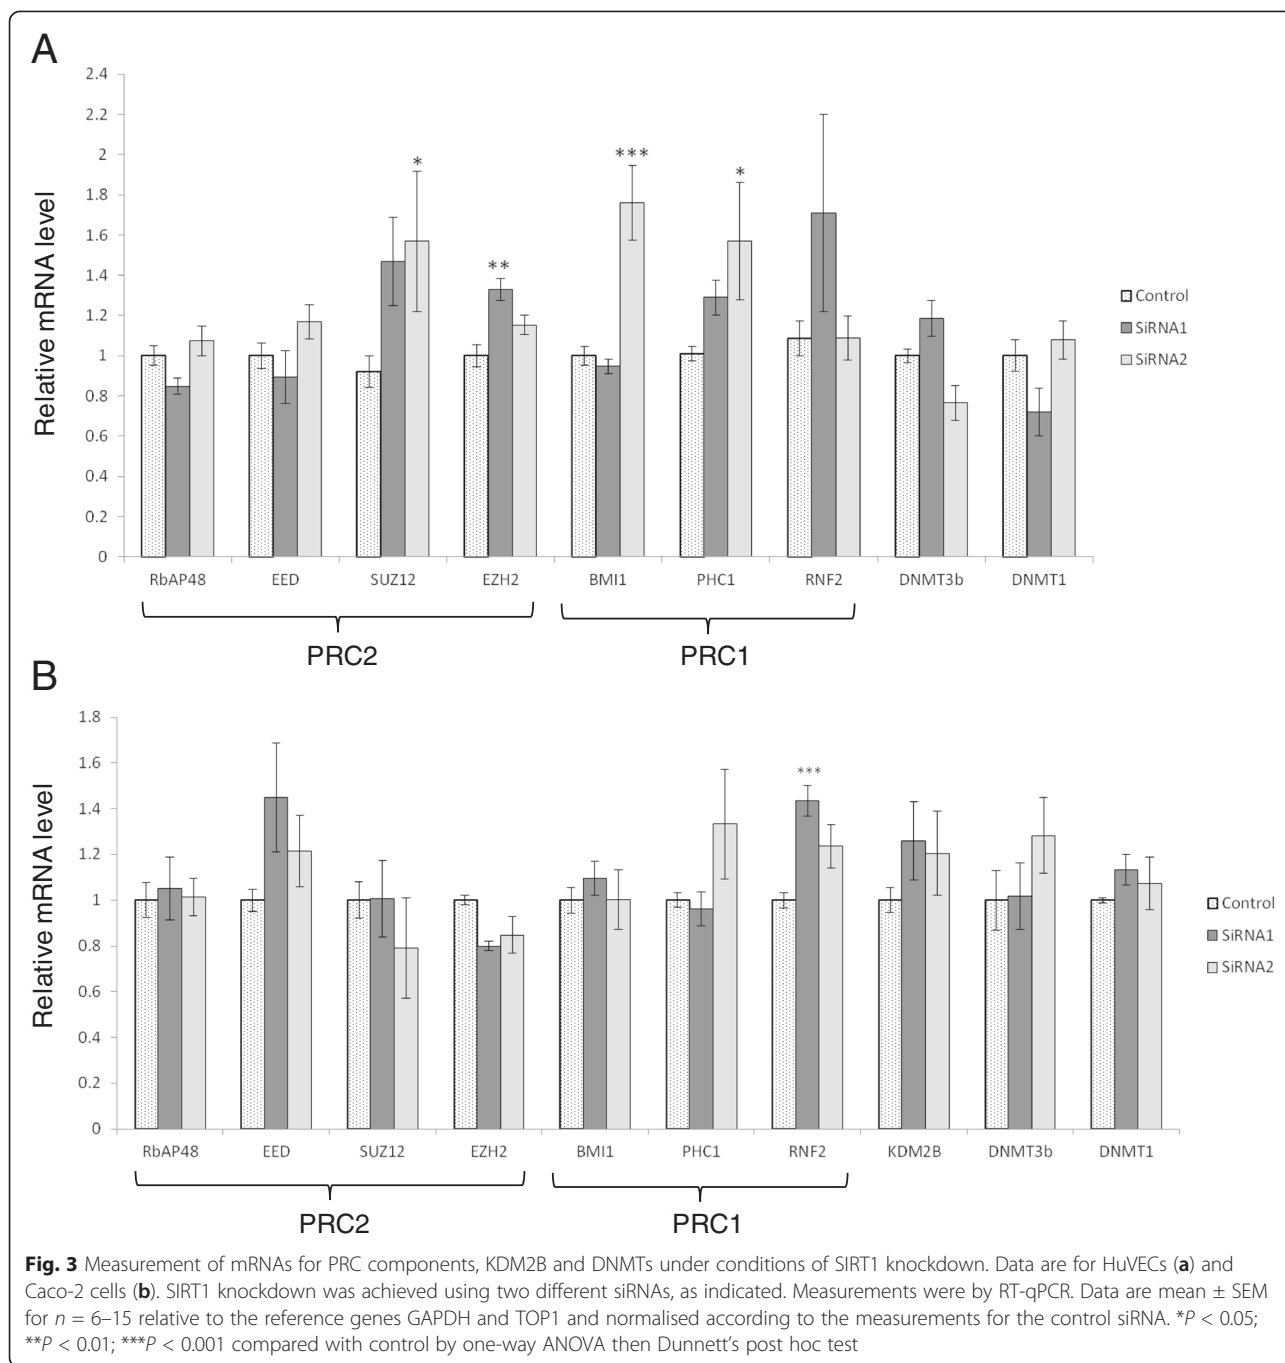 A
2.4
2.2
2
1.8
1.6
1.4
1.2
1
0.8
0.6
0.4
0.2
0
Relative mRNA level
* ** *** *
Control
SiRNA1
SiRNA2
RbAP48 EED SUZ12 EZH2 BMI1 PHC1 RNF2 DNMT3b DNMT1
PRC2 PRC1
B
1.8
1.6
1.4
1.2
1
0.8
0.6
0.4
0.2
0
Relative mRNA level
***
Control
SiRNA1
SiRNA2
RbAP48 EED SUZ12 EZH2 BMI1 PHC1 RNF2 KDM2B DNMT3b DNMT1
PRC2 PRC1
Fig. 3 Measurement of mRNAs for PRC components, KDM2B and DNMTs under conditions of SIRT1 knockdown. Data are for HuVECs (a) and
Caco-2 cells (b). SIRT1 knockdown was achieved using two different siRNAs, as indicated. Measurements were by RT-qPCR. Data are mean ± SEM
for n = 6–15 relative to the reference genes GAPDH and TOP1 and normalised according to the measurements for the control siRNA. *P < 0.05;
**P < 0.01; ***P < 0.001 compared with control by one-way ANOVA then Dunnett's post hoc test